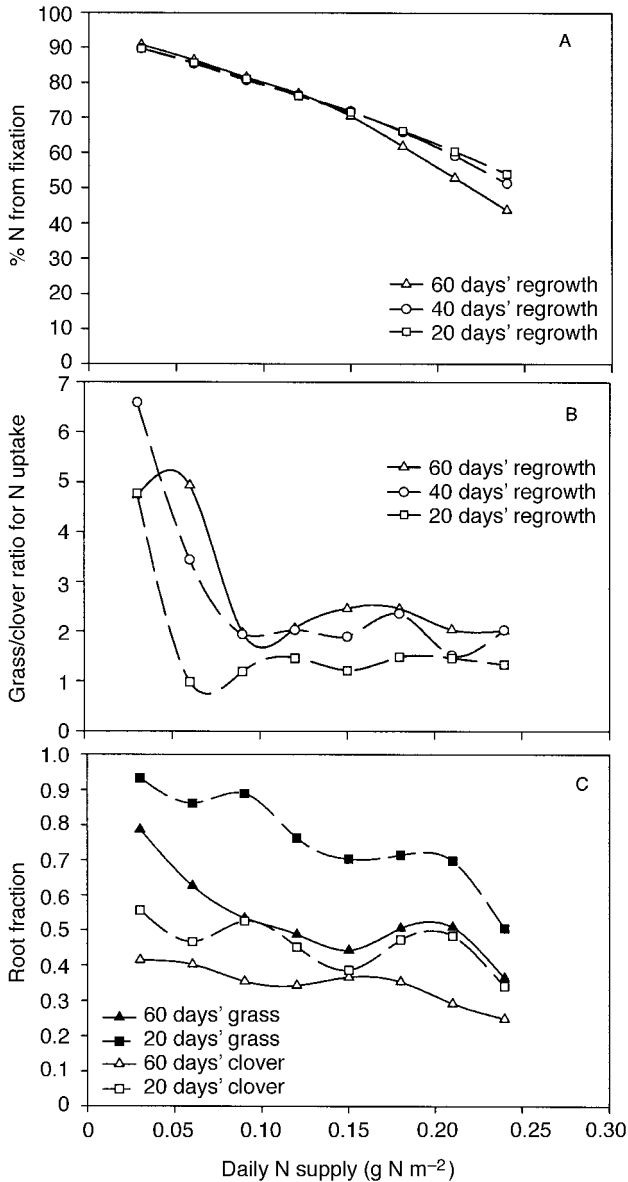 100
90
80
70
60
50
40
30
20
10
0
% N from fixation
A
60 days' regrowth
40 days' regrowth
20 days' regrowth
7
6
5
4
3
2
1
0
Grass/clover ratio for N uptake
B
60 days' regrowth
40 days' regrowth
20 days' regrowth
1.0
0.9
0.8
0.7
0.6
0.5
0.4
0.3
0.2
0.1
0
Root fraction
C
60 days' grass
20 days' grass
60 days' clover
20 days' clover
0 0.05 0.10 0.15 0.20 0.25 0.30
Daily N supply (g N m⁻²)